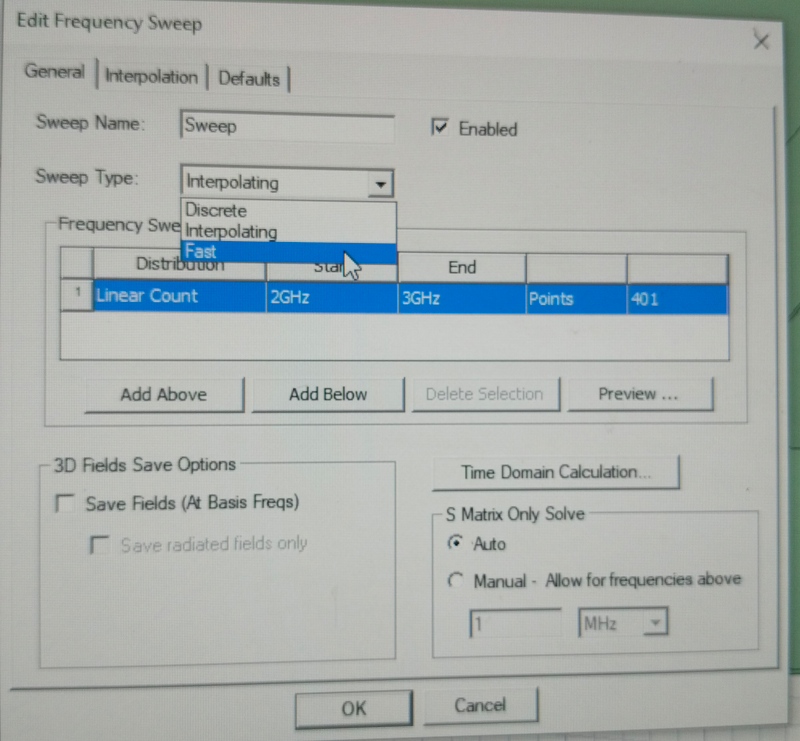 Edit Frequency Sweep
General Interpolation Defaults
Sweep Name: Sweep Enabled
Sweep Type: Interpolating
Discrete
Interpolating
Fast
Frequency Swe
Distribution Star End
1 Linear Count 2GHz 3GHz Points 401
Add Above Add Below Delete Selection Preview ...
3D Fields Save Options
Save Fields (At Basis Freqs)
Save radiated fields only
Time Domain Calculation...
S Matrix Only Solve
Auto
Manual - Allow for frequencies above
1 MHz
OK Cancel